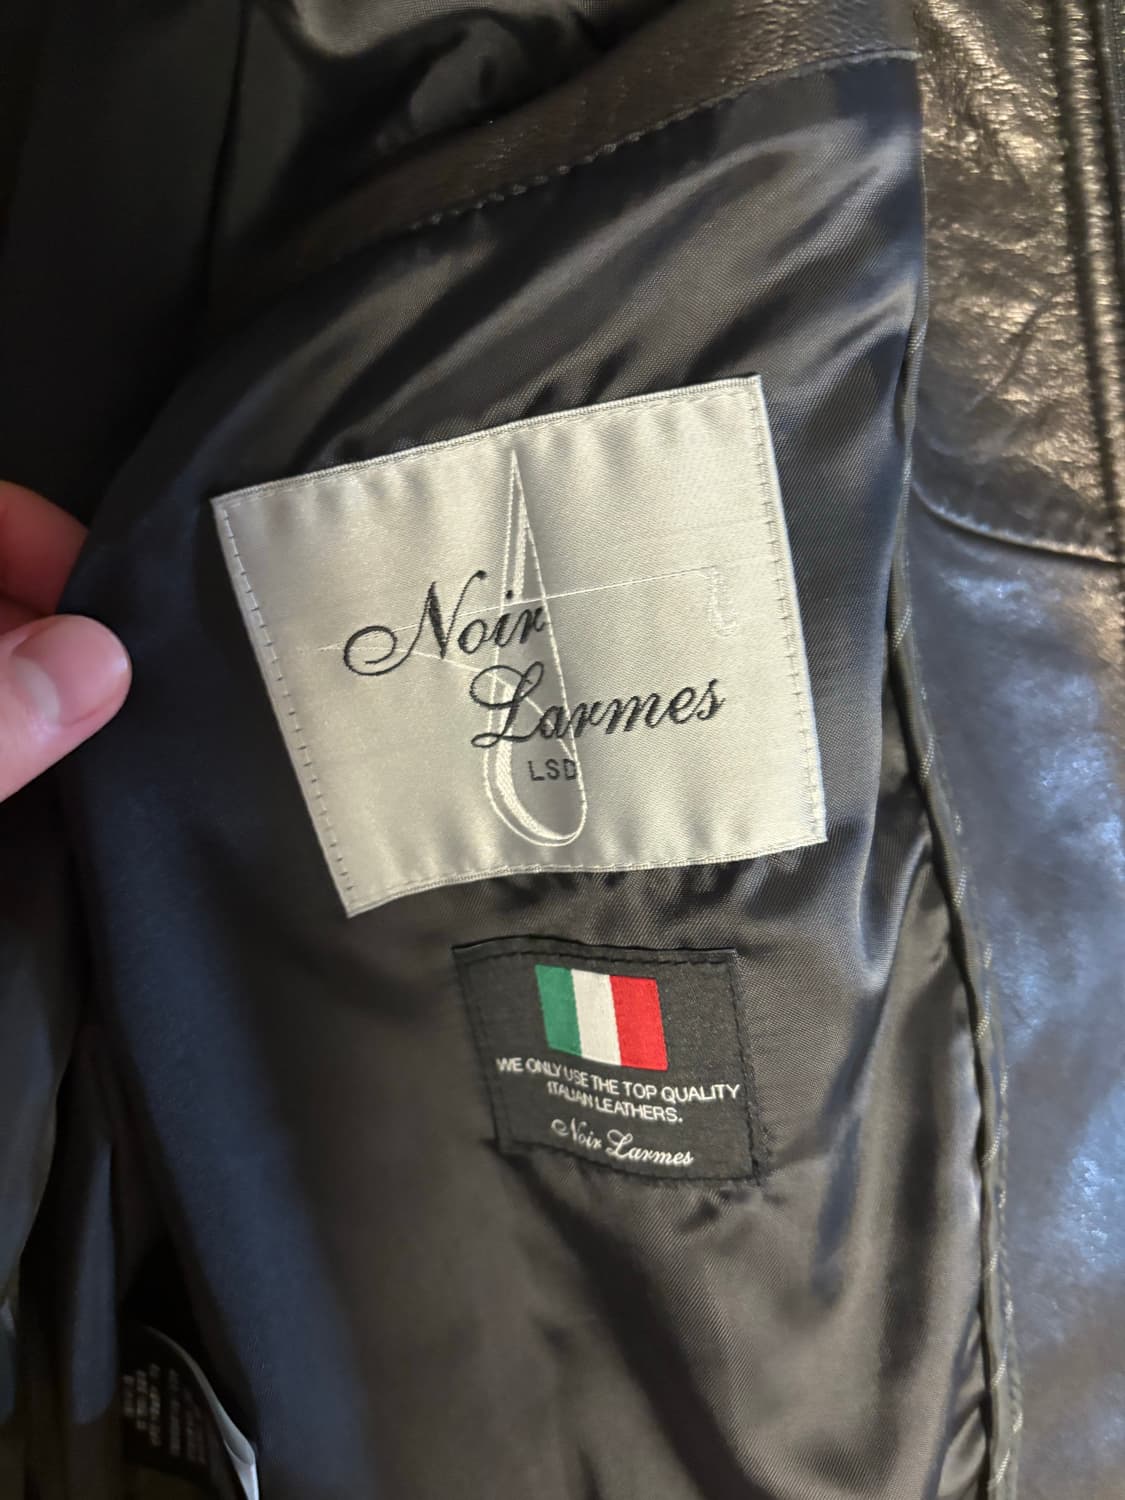 Noir
Larmes
LSD
WE ONLY USE THE TOP QUALITY
ITALIAN LEATHERS.
Noir Larmes